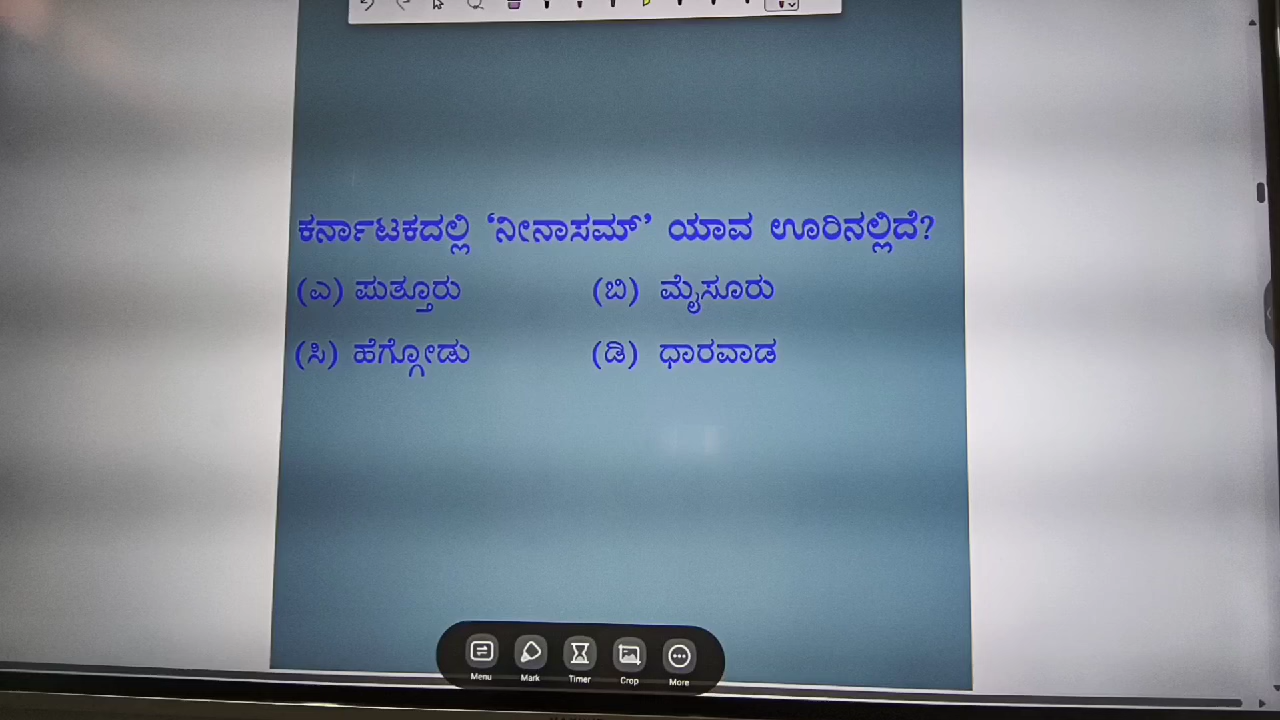 ಕರ್ನಾಟಕದಲ್ಲಿ ‘ನೀನಾಸಮ್’ ಯಾವ ಊರಿನಲ್ಲಿದೆ?
(ಎ) ಪುತ್ತೂರು (ಬಿ) ಮೈಸೂರು
(ಸಿ) ಹೆಗ್ಗೋಡು (ಡಿ) ಧಾರವಾಡ
Menu Mark Timer Crop More